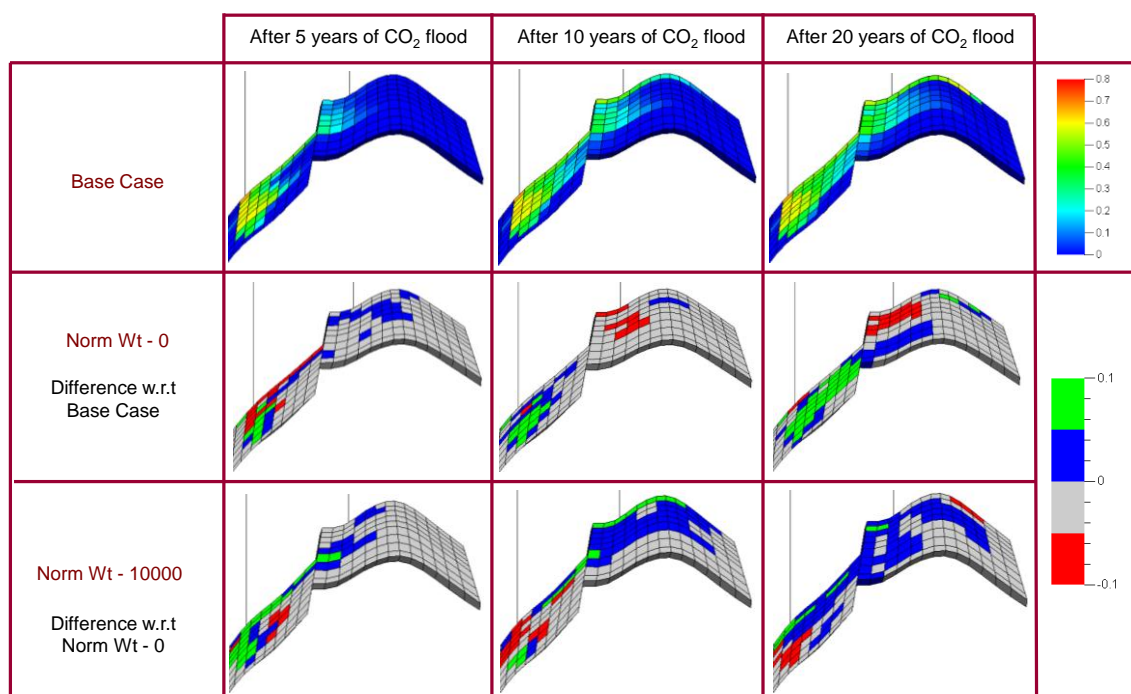 After 5 years of CO₂ flood
After 10 years of CO₂ flood
After 20 years of CO₂ flood
Base Case
0.8
0.7
0.6
0.5
0.4
0.3
0.2
0.1
0
Norm Wt - 0
Difference w.r.t
Base Case
0.1
0
-0.1
Norm Wt - 10000
Difference w.r.t
Norm Wt - 0